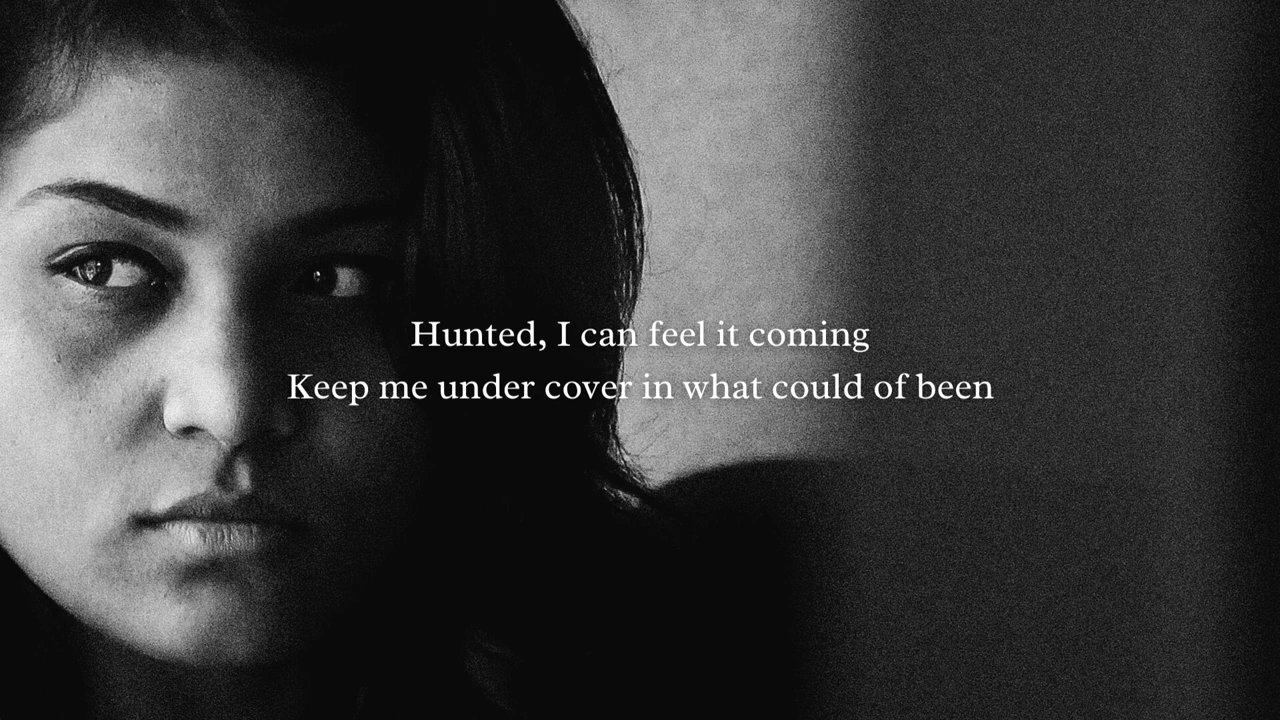 Hunted, I can feel it coming
Keep me under cover in what could of been